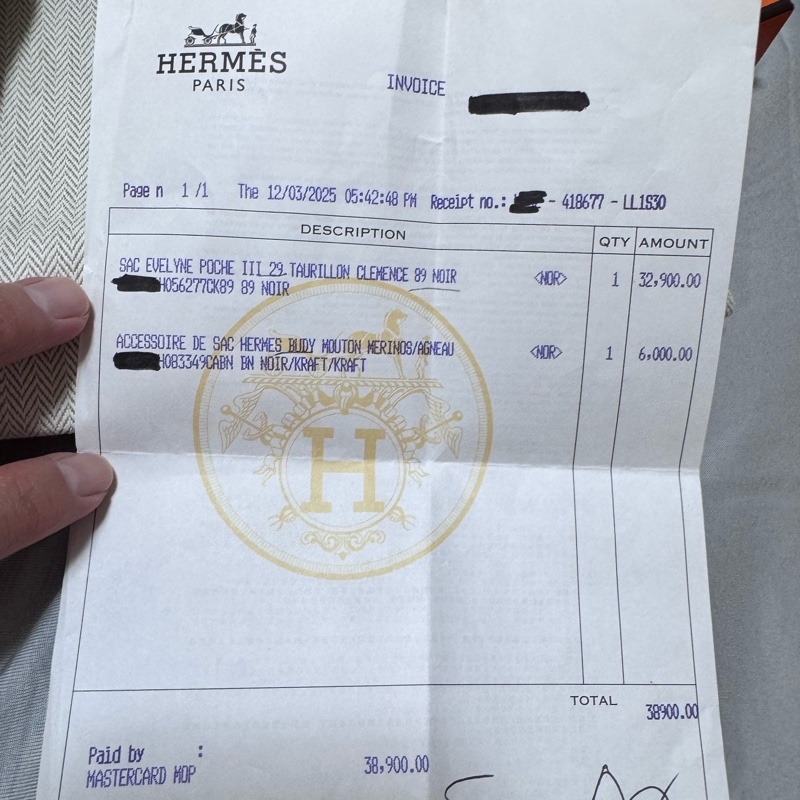 HERMÈS
PARIS
INVOICE
Page n 1 /1 The 12/03/2025 05:42:48 PM Receipt no.: - 418677 - LL1S30
DESCRIPTION QTY AMOUNT
SAC EVELYNE POCHE III 29 TAURILLON CLEMENCE 89 NOIR <NOR> 1 32,900.00
H056277CK89 89 NOIR
ACCESSOIRE DE SAC HERMES BUDY MOUTON MERINOS/AGNEAU <NOR> 1 6,000.00
H083349CABN BN NOIR/KRAFT/KRAFT
H
TOTAL 38900.00
Paid by : 38,900.00
MASTERCARD MOP